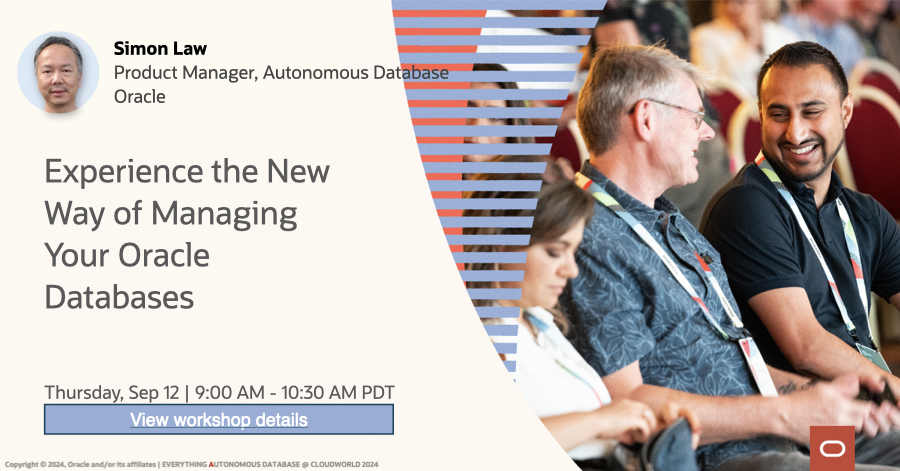 Simon Law
Product Manager, Autonomous Database
Oracle
Experience the New
Way of Managing
Your Oracle
Databases
Thursday, Sep 12 | 9:00 AM - 10:30 AM PDT
View workshop details
Copyright © 2024, Oracle and/or its affiliates | EVERYTHING AUTONOMOUS DATABASE @ CLOUDWORLD 2024